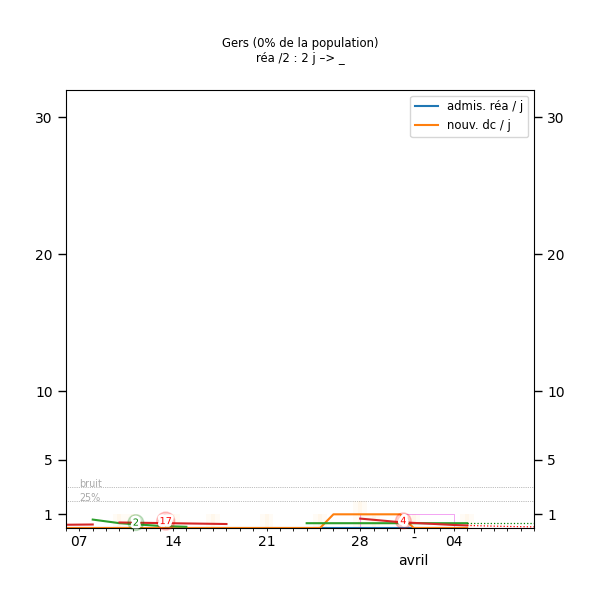 Gers (0% de la population)
réa /2 : 2 j –> _
admis. réa / j
nouv. dc / j
30 30
20 20
10 10
5 5
bruit
25%
1 1
2 17 4
07 14 21 28 - 04
avril